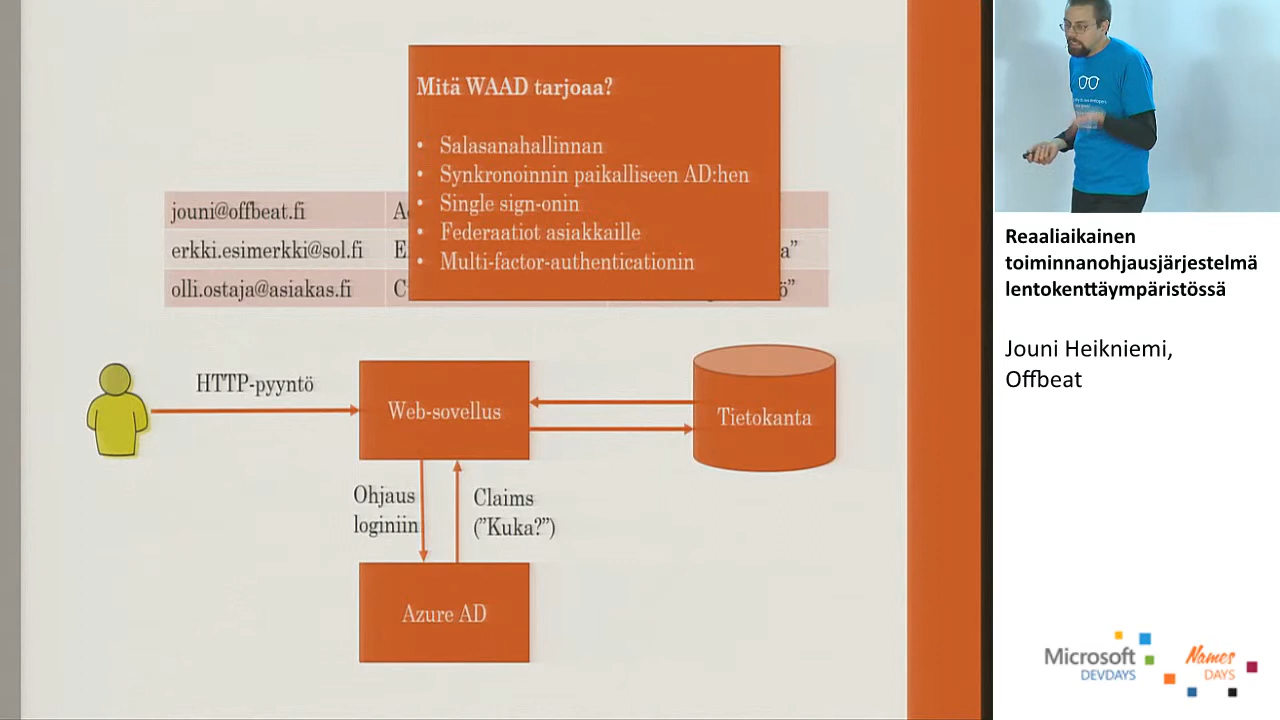 Mitä WAAD tarjoaa?
• Salasanahallinnan
• Synkronoinnin paikalliseen AD:hen
• Single sign-onin
• Federaatiot asiakkaille
• Multi-factor-authenticationin
jouni@offbeat.fi
erkki.esimerkki@sol.fi
olli.ostaja@asiakas.fi
HTTP-pyyntö
Web-sovellus
Tietokanta
Ohjaus
loginiin
Claims
(”Kuka?”)
Azure AD
Reaaliaikainen
toiminnanohjausjärjestelmä
lentokenttäympäristössä
Jouni Heikniemi,
Offbeat
Microsoft
DEVDAYS
Names
DAYS